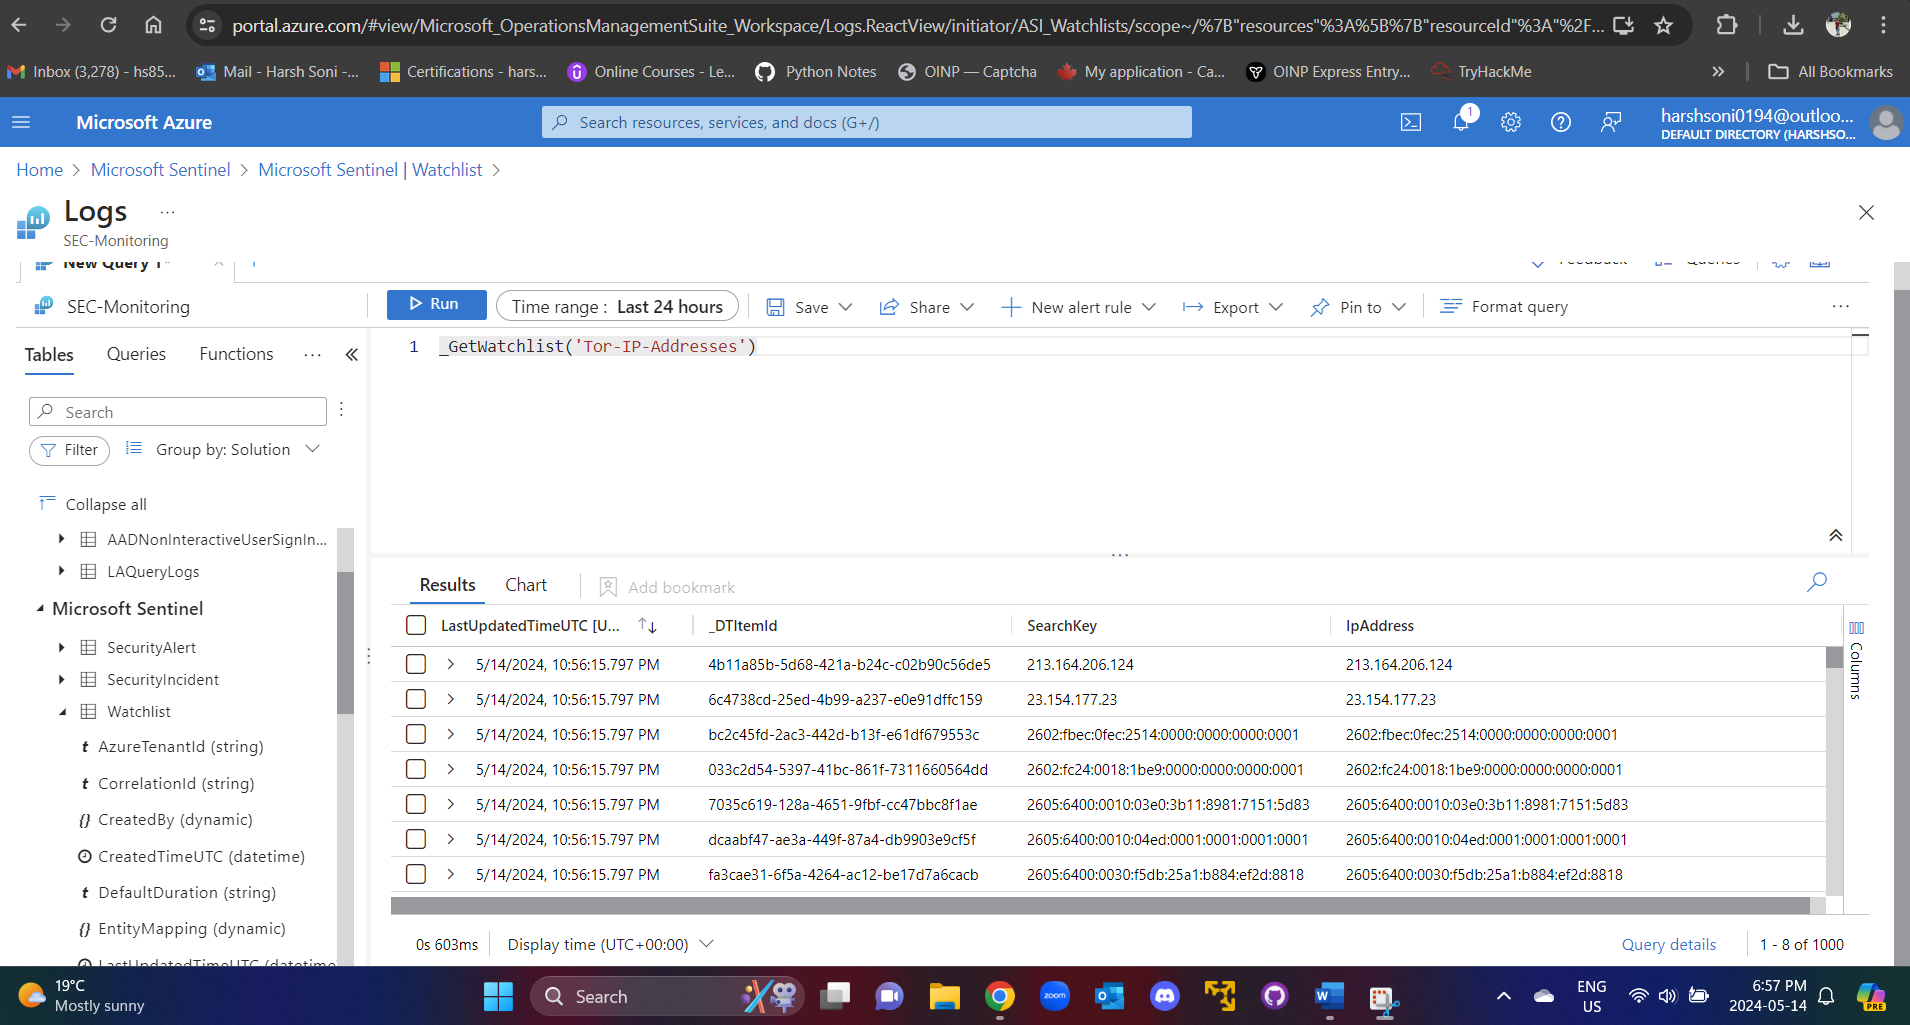 portal.azure.com/#view/Microsoft_OperationsManagementSuite_Workspace/Logs.ReactView/initiator/ASI_Watchlists/scope~/%7B"resources"%3A%5B%7B"resourceId"%3A"%2F...
Inbox (3,278) - hs85... Mail - Harsh Soni -... Certifications - hars... Online Courses - Le... Python Notes OINP — Captcha My application - Ca... OINP Express Entry... TryHackMe » All Bookmarks
Microsoft Azure
Search resources, services, and docs (G+/)
1
harshsoni0194@outloo...
DEFAULT DIRECTORY (HARSHSO...
Home > Microsoft Sentinel > Microsoft Sentinel | Watchlist >
Logs ...
SEC-Monitoring
New Query 1* Feedback Queries
SEC-Monitoring
Run Time range : Last 24 hours Save Share New alert rule Export Pin to Format query ...
Tables Queries Functions ... «
1 _GetWatchlist('Tor-IP-Addresses')
Search
Filter Group by: Solution
Collapse all
AADNonInteractiveUserSignIn...
LAQueryLogs
Microsoft Sentinel
SecurityAlert
SecurityIncident
Watchlist
t AzureTenantId (string)
t CorrelationId (string)
{} CreatedBy (dynamic)
CreatedTimeUTC (datetime)
t DefaultDuration (string)
{} EntityMapping (dynamic)
LastUpdatedTimeUTC (datetime
Results Chart Add bookmark
LastUpdatedTimeUTC [U... _DTItemId SearchKey IpAddress
5/14/2024, 10:56:15.797 PM 4b11a85b-5d68-421a-b24c-c02b90c56de5 213.164.206.124 213.164.206.124
5/14/2024, 10:56:15.797 PM 6c4738cd-25ed-4b99-a237-e0e91dffc159 23.154.177.23 23.154.177.23
5/14/2024, 10:56:15.797 PM bc2c45fd-2ac3-442d-b13f-e61df679553c 2602:fbec:0fec:2514:0000:0000:0000:0001 2602:fbec:0fec:2514:0000:0000:0000:0001
5/14/2024, 10:56:15.797 PM 033c2d54-5397-41bc-861f-7311660564dd 2602:fc24:0018:1be9:0000:0000:0000:0001 2602:fc24:0018:1be9:0000:0000:0000:0001
5/14/2024, 10:56:15.797 PM 7035c619-128a-4651-9fbf-cc47bbc8f1ae 2605:6400:0010:03e0:3b11:8981:7151:5d83 2605:6400:0010:03e0:3b11:8981:7151:5d83
5/14/2024, 10:56:15.797 PM dcaabf47-ae3a-449f-87a4-db9903e9cf5f 2605:6400:0010:04ed:0001:0001:0001:0001 2605:6400:0010:04ed:0001:0001:0001:0001
5/14/2024, 10:56:15.797 PM fa3cae31-6f5a-4264-ac12-be17d7a6cacb 2605:6400:0030:f5db:25a1:b884:ef2d:8818 2605:6400:0030:f5db:25a1:b884:ef2d:8818
Columns
0s 603ms Display time (UTC+00:00) Query details 1 - 8 of 1000
19°C
Mostly sunny
Search
zoom
ENG
US
6:57 PM
2024-05-14
PRE